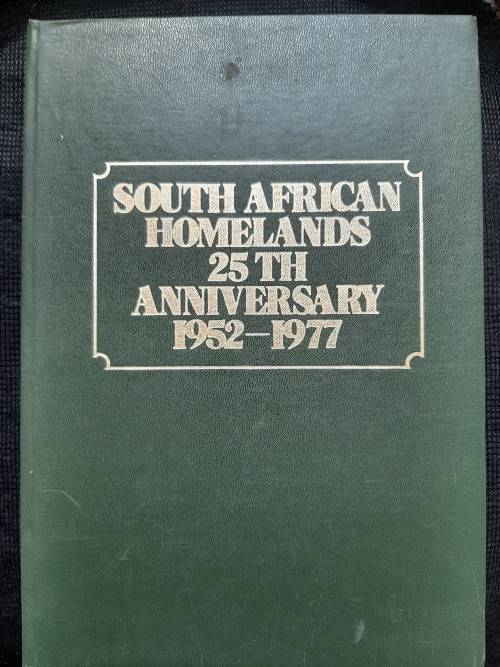 SOUTH AFRICAN
HOMELANDS
25 TH
ANNIVERSARY
1952–1977